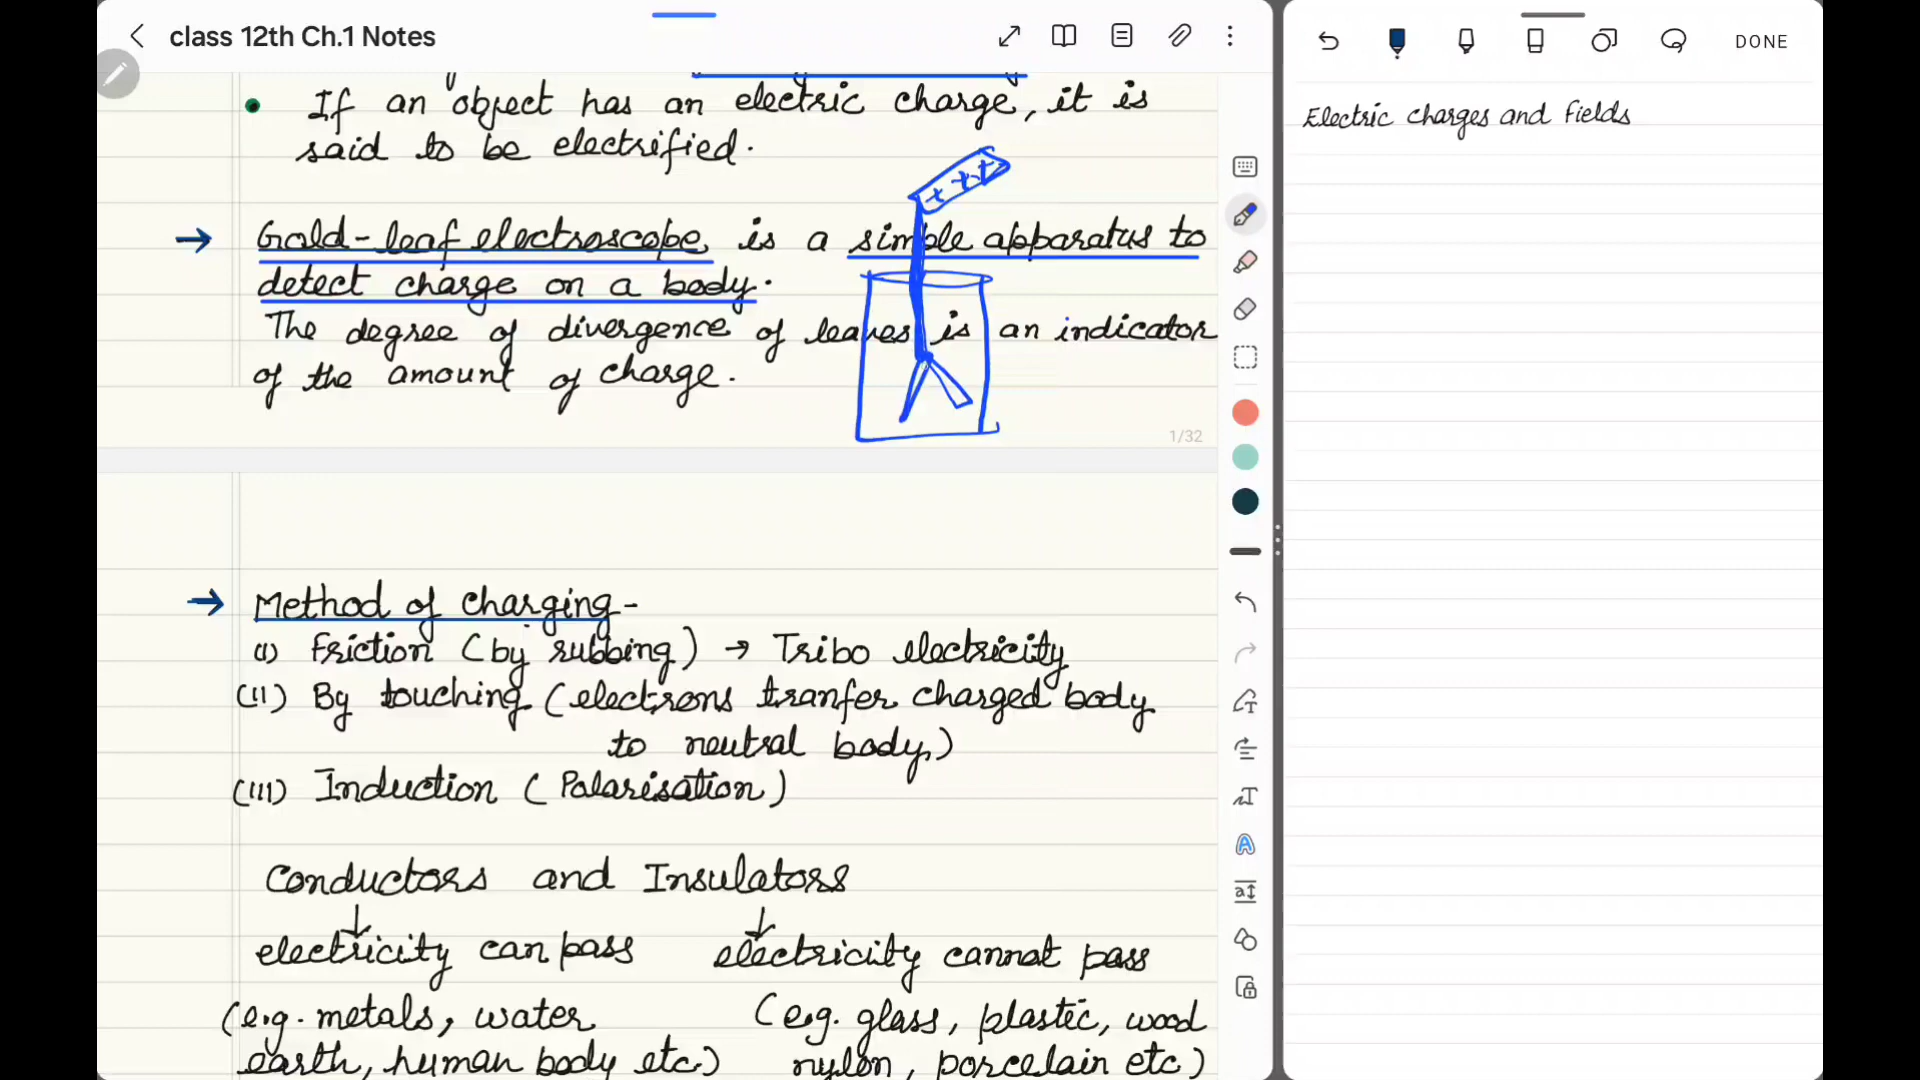 class 12th Ch.1 Notes
If an object has an electric charge, it is
said to be electrified.
→ Gold-leaf electroscope is a simple apparatus to
detect charge on a body.
The degree of divergence of leaves is an indicator
of the amount of charge.
+ + +
1/32
→ Method of charging-
(I) Friction (by rubbing) → Tribo electricity
(II) By touching (electrons tranfer charged body
to neutral body)
(III) Induction (Polarisation)
Conductors and Insulators
↓ ↓
electricity can pass electricity cannot pass
(e.g. metals, water (e.g. glass, plastic, wood
earth, human body etc.) nylon, porcelain etc)
DONE
Electric charges and Fields